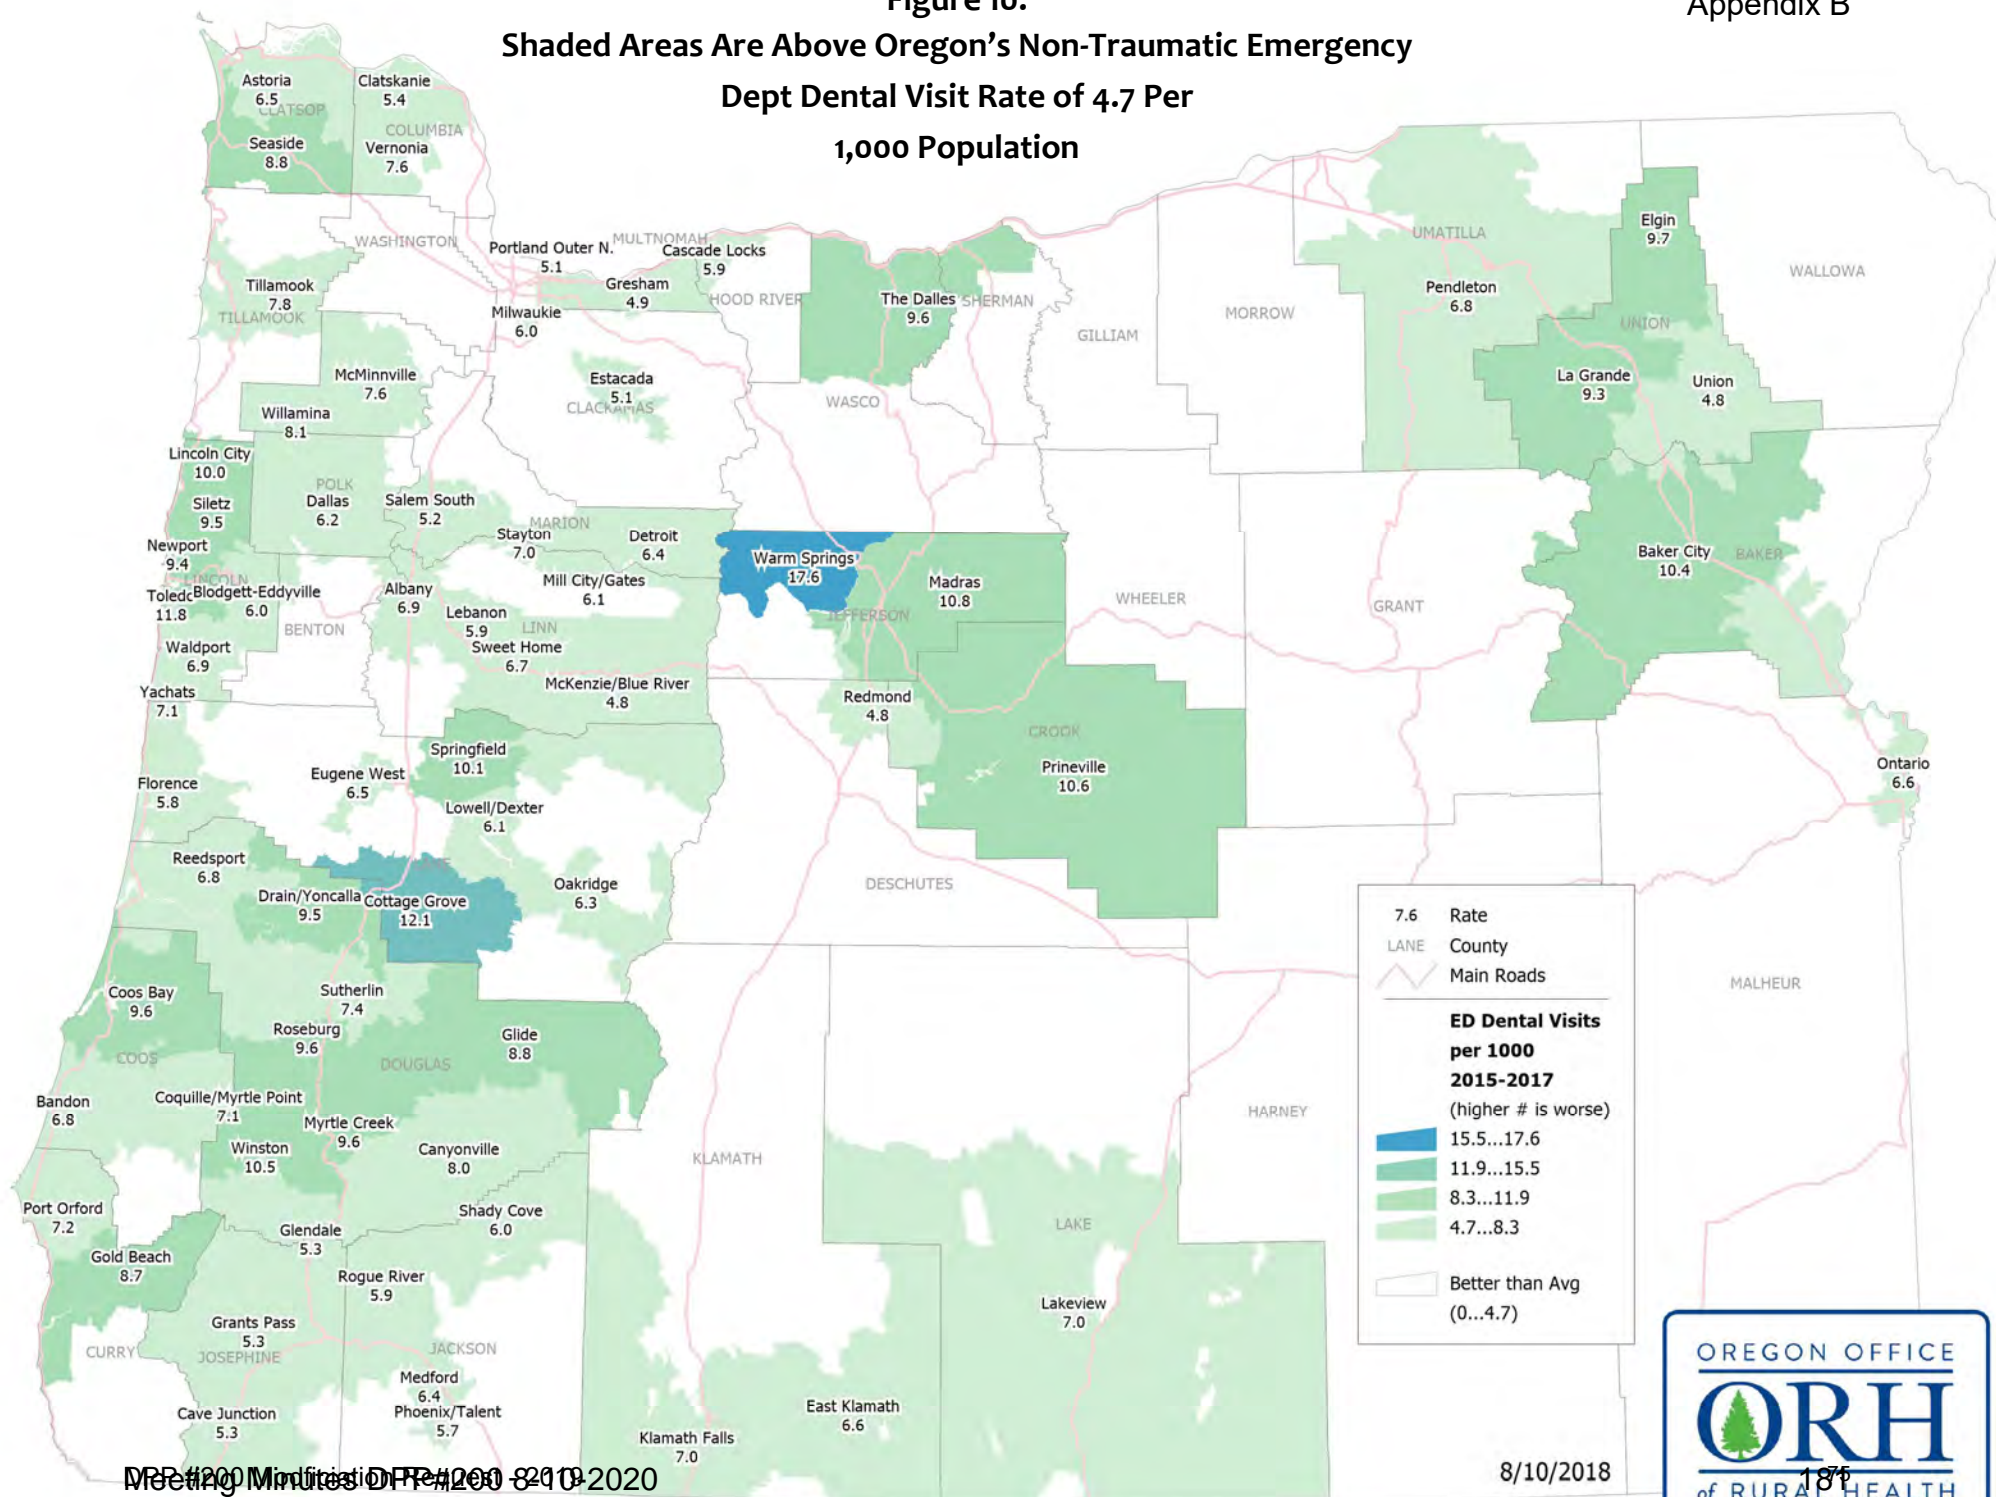 Figure 16.
Appendix B
Shaded Areas Are Above Oregon's Non-Traumatic Emergency
Dept Dental Visit Rate of 4.7 Per
1,000 Population
Astoria
6.5
CLATSOP
Clatskanie
5.4
COLUMBIA
Seaside
8.8
Vernonia
7.6
WASHINGTON
Portland Outer N.
5.1
MULTNOMAH
Cascade Locks
5.9
Gresham
4.9
HOOD RIVER
Tillamook
7.8
TILLAMOOK
Milwaukie
6.0
The Dalles
9.6
SHERMAN
GILLIAM
MORROW
UMATILLA
Pendleton
6.8
Elgin
9.7
WALLOWA
UNION
La Grande
9.3
Union
4.8
McMinnville
7.6
Estacada
5.1
CLACKAMAS
WASCO
Willamina
8.1
Lincoln City
10.0
Siletz
9.5
POLK
Dallas
6.2
Salem South
5.2
MARION
Stayton
7.0
Detroit
6.4
Newport
9.4
LINCOLN
Toledo
11.8
Blodgett-Eddyville
6.0
BENTON
Albany
6.9
Mill City/Gates
6.1
Lebanon
5.9
LINN
Sweet Home
6.7
Warm Springs
17.6
Madras
10.8
JEFFERSON
WHEELER
GRANT
Baker City
10.4
BAKER
Waldport
6.9
Yachats
7.1
McKenzie/Blue River
4.8
Redmond
4.8
CROOK
Prineville
10.6
Ontario
6.6
Springfield
10.1
Eugene West
6.5
Florence
5.8
Lowell/Dexter
6.1
Reedsport
6.8
Drain/Yoncalla
9.5
Cottage Grove
12.1
Oakridge
6.3
DESCHUTES
Coos Bay
9.6
COOS
Sutherlin
7.4
Roseburg
9.6
Glide
8.8
DOUGLAS
Bandon
6.8
Coquille/Myrtle Point
7.1
Myrtle Creek
9.6
Winston
10.5
Canyonville
8.0
KLAMATH
HARNEY
MALHEUR
Port Orford
7.2
Shady Cove
6.0
Glendale
5.3
Gold Beach
8.7
Rogue River
5.9
LAKE
Lakeview
7.0
Grants Pass
5.3
CURRY
JOSEPHINE
JACKSON
Medford
6.4
Phoenix/Talent
5.7
Cave Junction
5.3
East Klamath
6.6
Klamath Falls
7.0
7.6 Rate
LANE County
Main Roads
ED Dental Visits
per 1000
2015-2017
(higher # is worse)
15.5...17.6
11.9...15.5
8.3...11.9
4.7...8.3
Better than Avg
(0...4.7)
OREGON OFFICE
ORH
of RURAL HEALTH
8/10/2018
Meeting Minutes DPP #200 8-10-2020
181